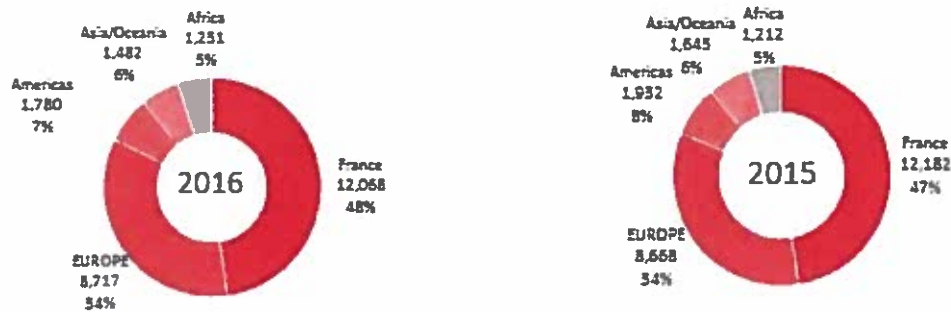 Africa
1,251
5%
Asia/Oceania
1,482
6%
Americas
1,780
7%
2016
France
12,068
48%
EUROPE
8,717
34%
Africa
1,212
5%
Asia/Oceania
1,645
6%
Americas
1,932
8%
2015
France
12,182
47%
EUROPE
8,668
34%